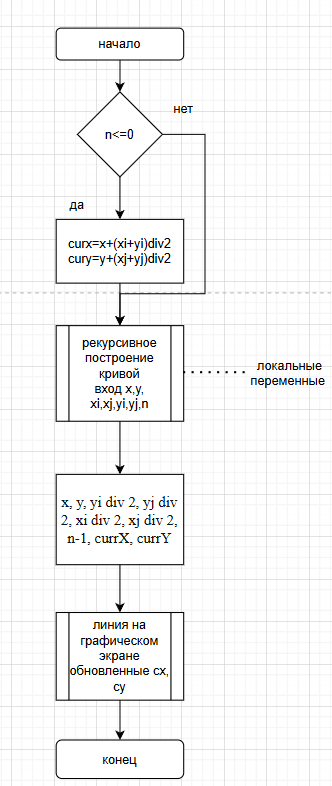 начало
нет
n<=0
да
curx=x+(xi+yi)div2
cury=y+(xj+yj)div2
рекурсивное
построение
кривой
вход x,y,
xi,xj,yi,yj,n
локальные
переменные
x, y, yi div 2, yj div
2, xi div 2, xj div 2,
n-1, currX, currY
линия на
графическом
экране
обновленные cx,
cy
конец